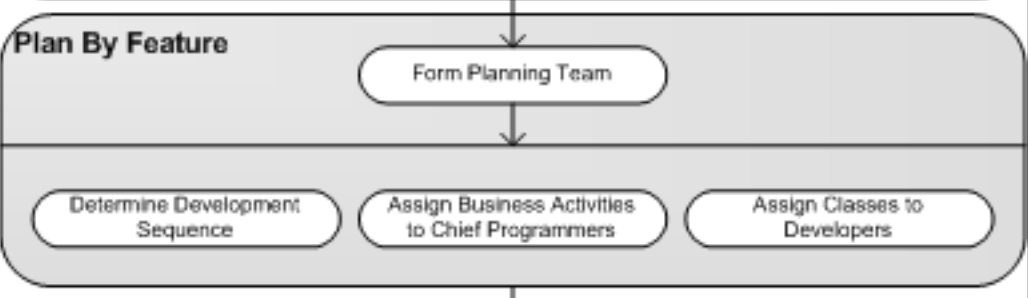 Plan By Feature
Form Planning Team
Determine Development
Sequence
Assign Business Activities
to Chief Programmers
Assign Classes to
Developers